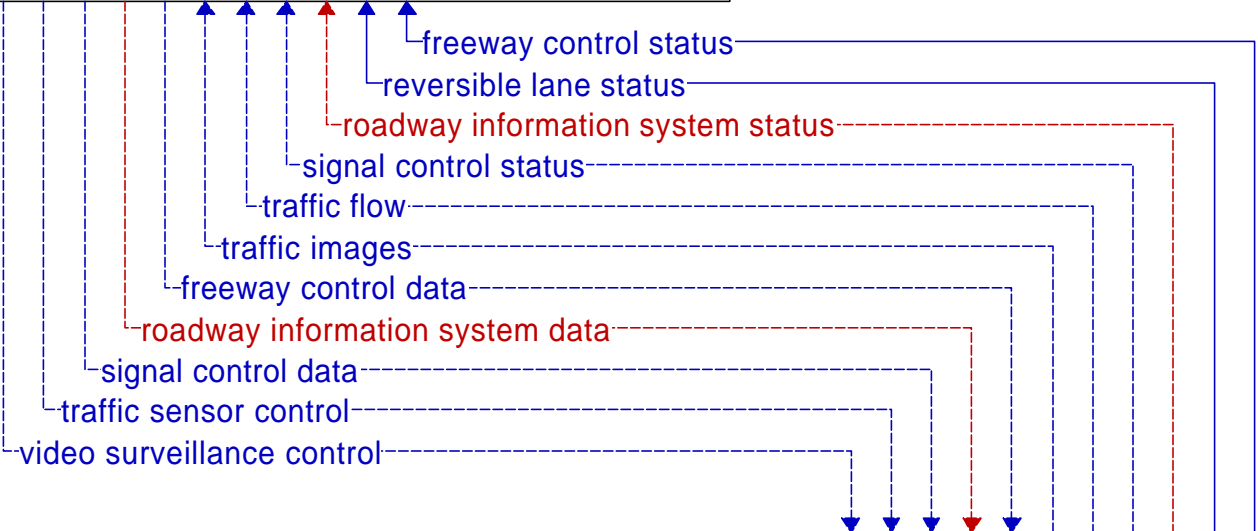 freeway control status
reversible lane status
roadway information system status
signal control status
traffic flow
traffic images
freeway control data
roadway information system data
signal control data
traffic sensor control
video surveillance control